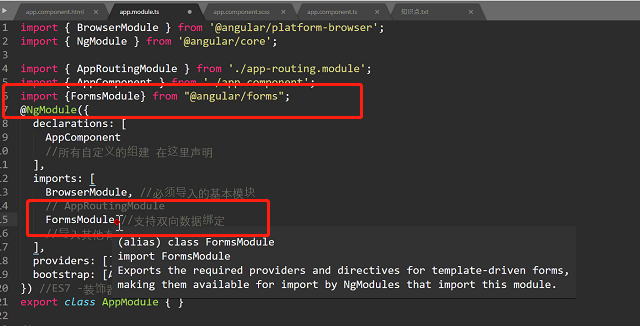 app.component.html
app.module.ts
app.component.scss
app.component.ts
知识点.txt
1 import { BrowserModule } from '@angular/platform-browser';
2 import { NgModule } from '@angular/core';
3
4 import { AppRoutingModule } from './app-routing.module';
5 import { AppComponent } from './app.component';
6 import {FormsModule} from "@angular/forms";
7 @NgModule({
8 declarations: [
9 AppComponent
10 //所有自定义的组建 在这里声明
11 ],
12 imports: [
13 BrowserModule, //必须导入的基本模块
14 // AppRoutingModule
15 FormsModule //支持双向数据绑定
16 //导入其他
17 ],
18 providers: []
19 bootstrap: [A
20 }) //ES7 -装饰
21 export class AppModule { }
(alias) class FormsModule
import FormsModule
Exports the required providers and directives for template-driven forms,
making them available for import by NgModules that import this module.